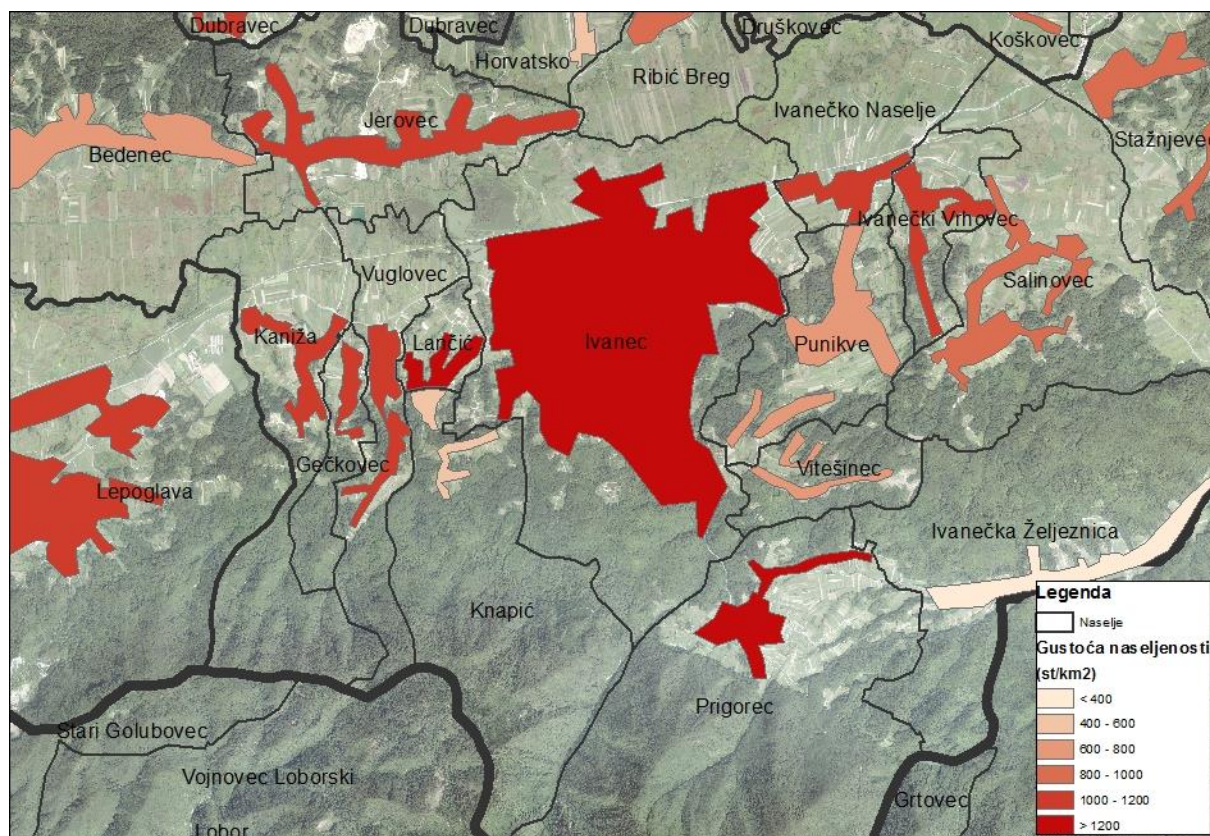 Dubravec
Dubravec
Druškovec
Koškovec
Horvatsko
Ribić Breg
Ivanečko Naselje
Jerovec
Stažnjevec
Bedenec
Ivanečki Vrhovec
Vuglovec
Salinovec
Kaniža
Lančić
Ivanec
Punikve
Gečkovec
Vitešinec
Lepoglava
Ivanečka Željeznica
Knapić
Prigorec
Stari Golubovec
Vojnovec Loborski
Grtovec
Lobor
Legenda
Naselje
Gustoća naseljenosti
(st/km2)
< 400
400 - 600
600 - 800
800 - 1000
1000 - 1200
> 1200